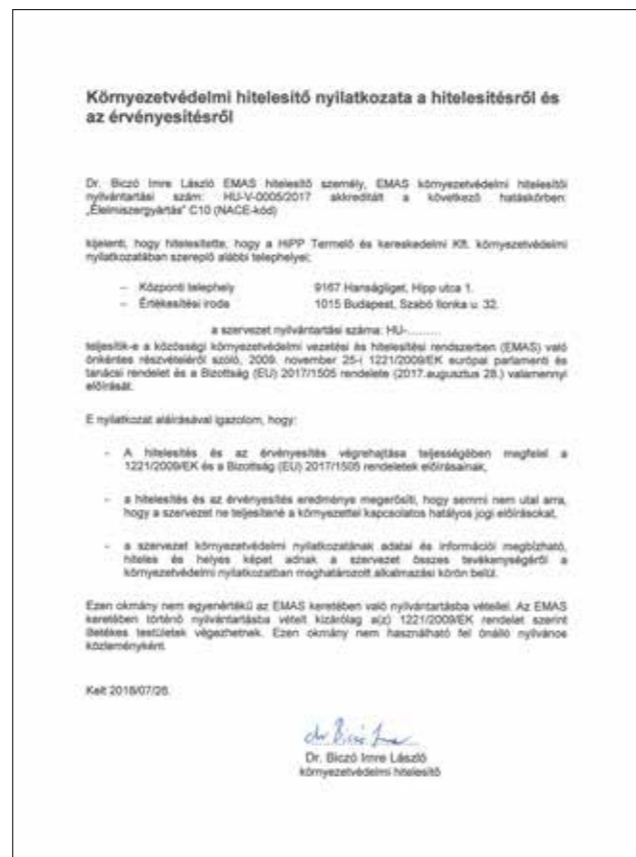 Környezetvédelmi hitelesítő nyilatkozata a hitelesítésről és
az érvényesítésről
Dr. Biczó Imre László EMAS hitelesítő személy, EMAS környezetvédelmi hitelesítői
nyilvántartási szám: HU-V-0005/2017 akkreditált a következő hatáskörben:
„Élelmiszergyártás” C10 (NACE-kód)
kijelenti, hogy hitelesítette, hogy a HiPP Termelő és kereskedelmi Kft. környezetvédelmi
nyilatkozatában szereplő alábbi telephelyei:
– Központi telephely 9167 Hanságliget, Hipp utca 1.
– Értékesítési iroda 1015 Budapest, Szabó Ilonka u. 32.
a szervezet nyilvántartási száma: HU-.........
teljesítik-e a közösségi környezetvédelmi vezetési és hitelesítési rendszerben (EMAS) való
önkéntes részvételéről szóló, 2009. november 25-i 1221/2009/EK európai parlamenti és
tanácsi rendelet és a Bizottság (EU) 2017/1505 rendelete (2017.augusztus 28.) valamennyi
előírását.
E nyilatkozat aláírásával igazolom, hogy:
- A hitelesítés és az érvényesítés végrehajtása teljességében megfelel a
1221/2009/EK és a Bizottság (EU) 2017/1505 rendeletek előírásainak,
- a hitelesítés és az érvényesítés eredménye megerősíti, hogy semmi nem utal arra,
hogy a szervezet ne teljesítené a környezettel kapcsolatos hatályos jogi előírásokat,
- a szervezet környezetvédelmi nyilatkozatának adatai és információi megbízható,
hiteles és helyes képet adnak a szervezet összes tevékenységéről a
környezetvédelmi nyilatkozatban meghatározott alkalmazási körön belül.
Ezen okmány nem egyenértékű az EMAS keretében való nyilvántartásba vétellel. Az EMAS
keretében történő nyilvántartásba vételt kizárólag a(z) 1221/2009/EK rendelet szerint
illetékes testületek végezhetnek. Ezen okmány nem használható fel önálló nyilvános
közleményként.
Kelt 2018/07/26.
dr Biczó Imre
Dr. Biczó Imre László
környezetvédelmi hitelesítő